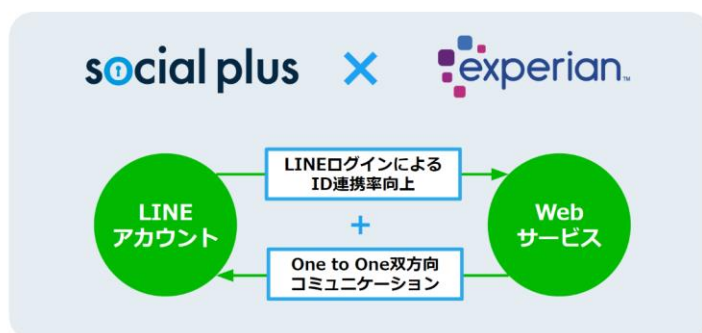 social plus × experian™
LINEログインによる
ID連携率向上
LINE
アカウント
+
Web
サービス
One to One双方向
コミュニケーション